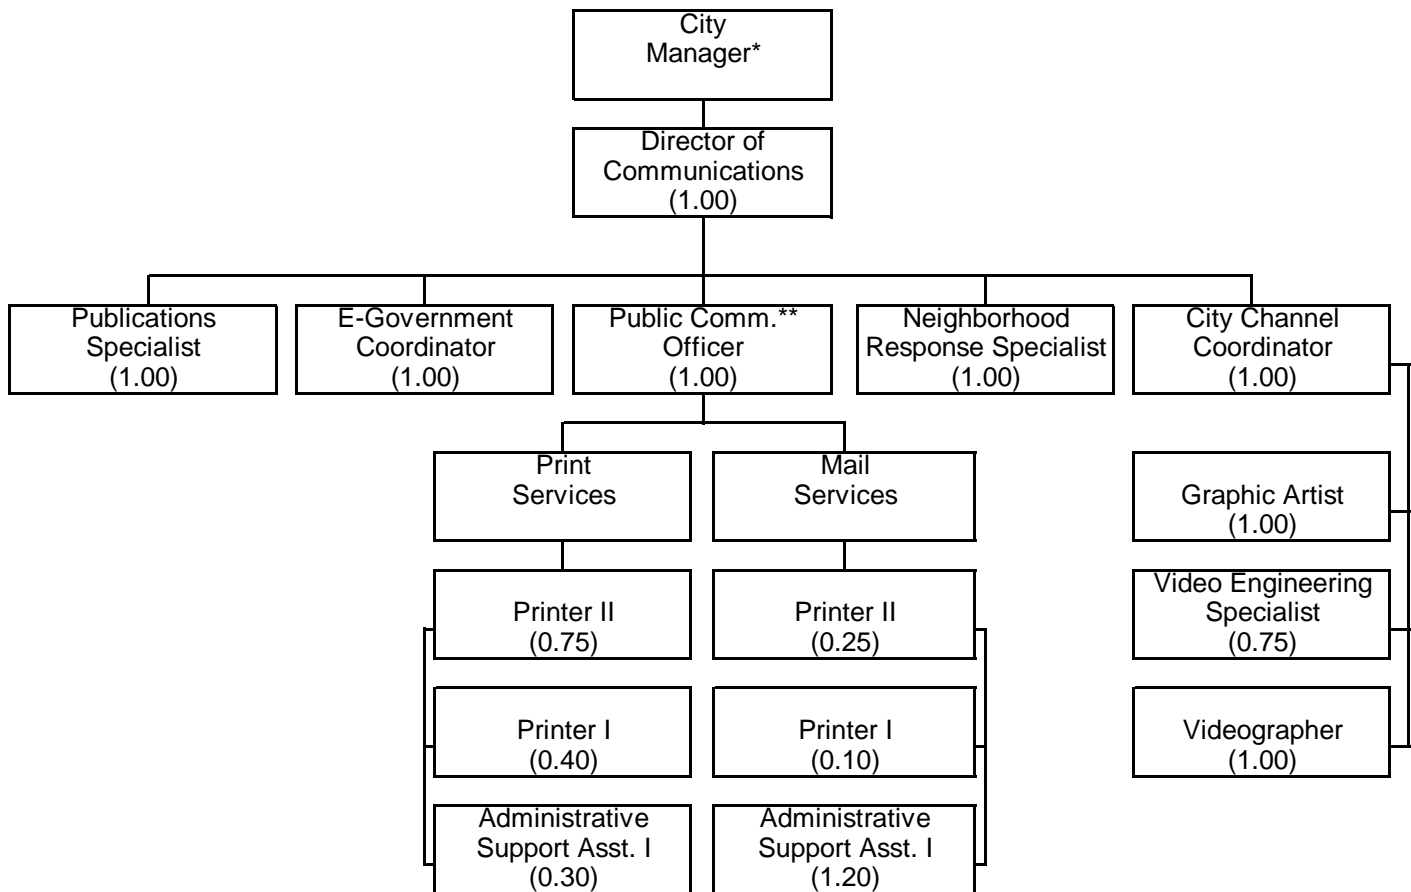 City
Manager*
Director of
Communications
(1.00)
Publications
Specialist
(1.00)
E-Government
Coordinator
(1.00)
Public Comm.**
Officer
(1.00)
Neighborhood
Response Specialist
(1.00)
City Channel
Coordinator
(1.00)
Print
Services
Mail
Services
Graphic Artist
(1.00)
Printer II
(0.75)
Printer II
(0.25)
Video Engineering
Specialist
(0.75)
Printer I
(0.40)
Printer I
(0.10)
Videographer
(1.00)
Administrative
Support Asst. I
(0.30)
Administrative
Support Asst. I
(1.20)